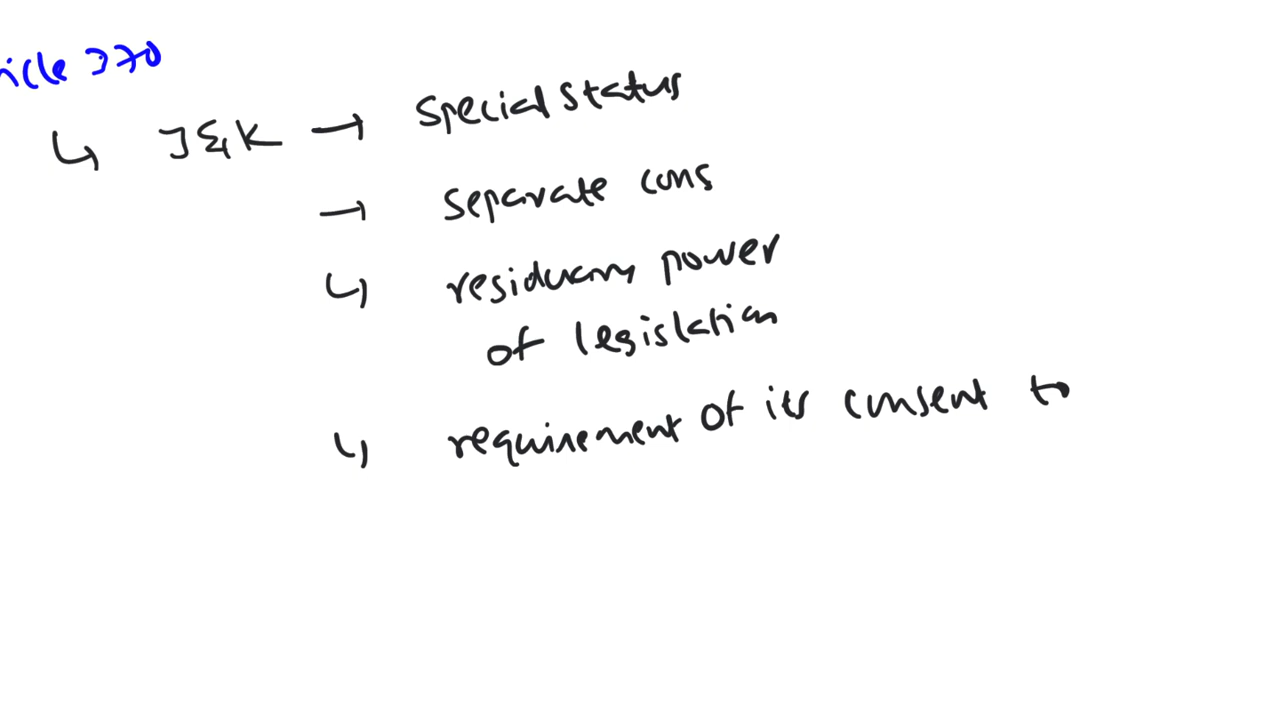 icle 370
↳ J&K → Special status
→ separate cons
↳ residuary power
of legislation
↳ requirement of its consent to